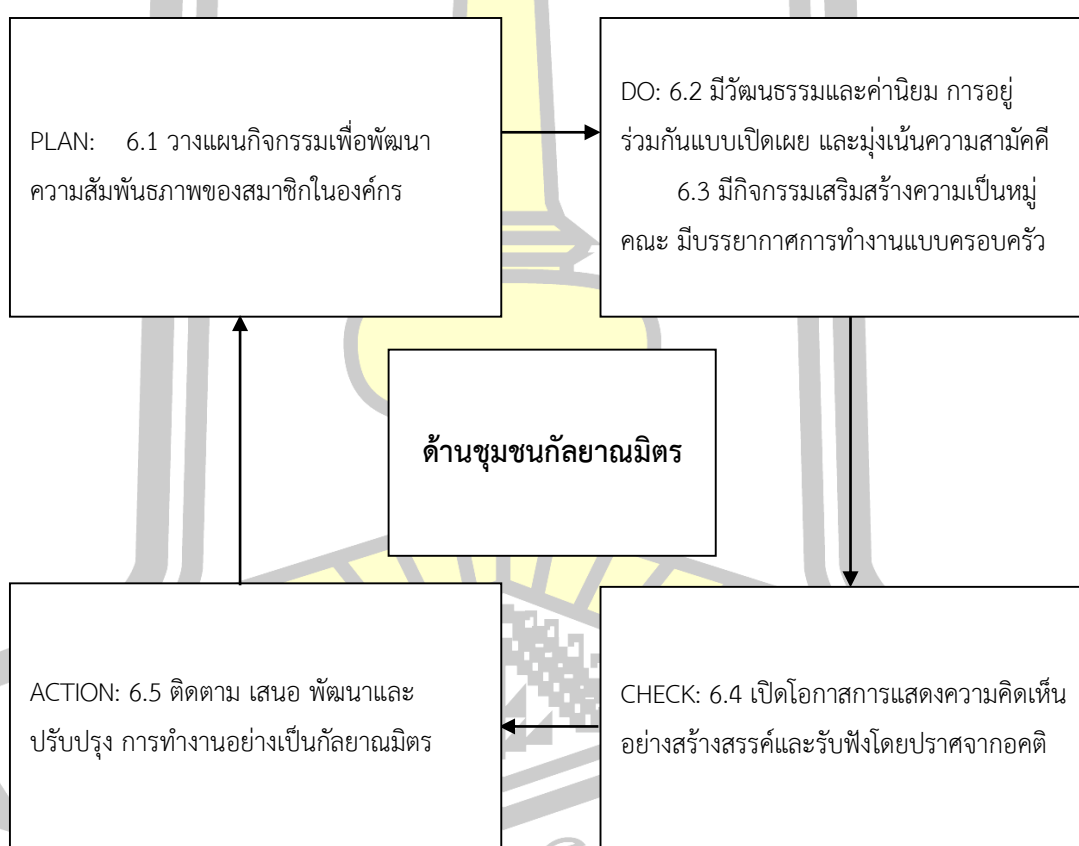 PLAN: 6.1 วางแผนกิจกรรมเพื่อพัฒนา
ความสัมพันธภาพของสมาชิกในองค์กร
DO: 6.2 มีวัฒนธรรมและค่านิยม การอยู่
ร่วมกันแบบเปิดเผย และมุ่งเน้นความสามัคคี
6.3 มีกิจกรรมเสริมสร้างความเป็นหมู่
คณะ มีบรรยากาศการทำงานแบบครอบครัว
ด้านชุมชนกัลยาณมิตร
ACTION: 6.5 ติดตาม เสนอ พัฒนาและ
ปรับปรุง การทำงานอย่างเป็นกัลยาณมิตร
CHECK: 6.4 เปิดโอกาสการแสดงความคิดเห็น
อย่างสร้างสรรค์และรับฟังโดยปราศจากอคติ